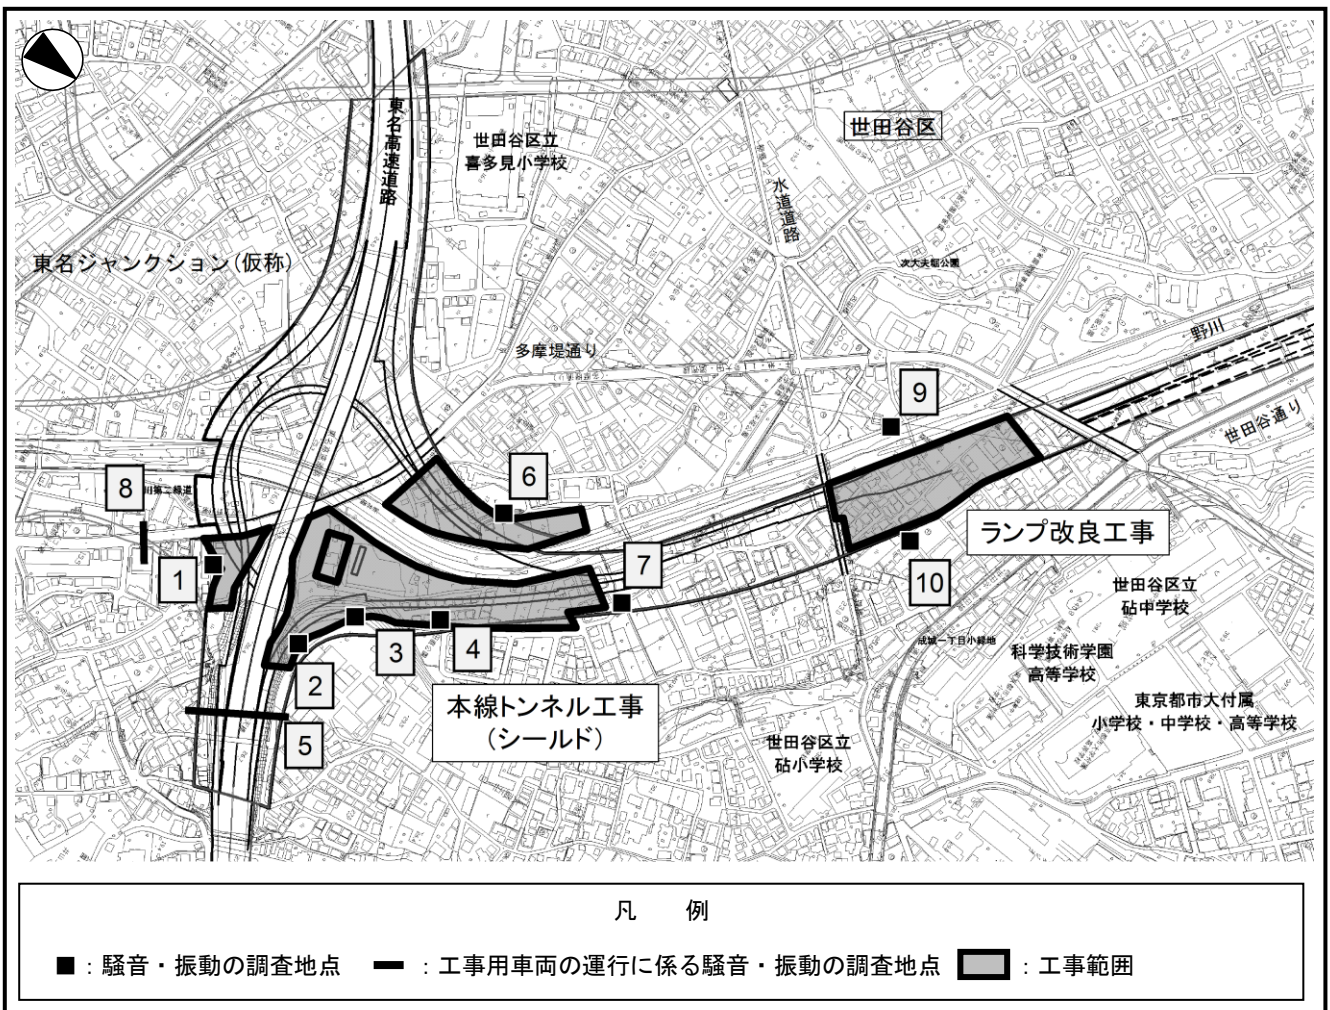 東名高速道路
世田谷区立
喜多見小学校
世田谷区
水道道路
東名ジャンクション(仮称)
次大夫堀公園
多摩堤通り
野川
世田谷通り
9
6
8
7
1
ランプ改良工事
10
世田谷区立
砧中学校
3
4
2
成城一丁目小緑地
科学技術学園
高等学校
本線トンネル工事
(シールド)
5
東京都市大付属
小学校・中学校・高等学校
世田谷区立
砧小学校
凡 例
■:騒音・振動の調査地点
━:工事用車両の運行に係る騒音・振動の調査地点
:工事範囲